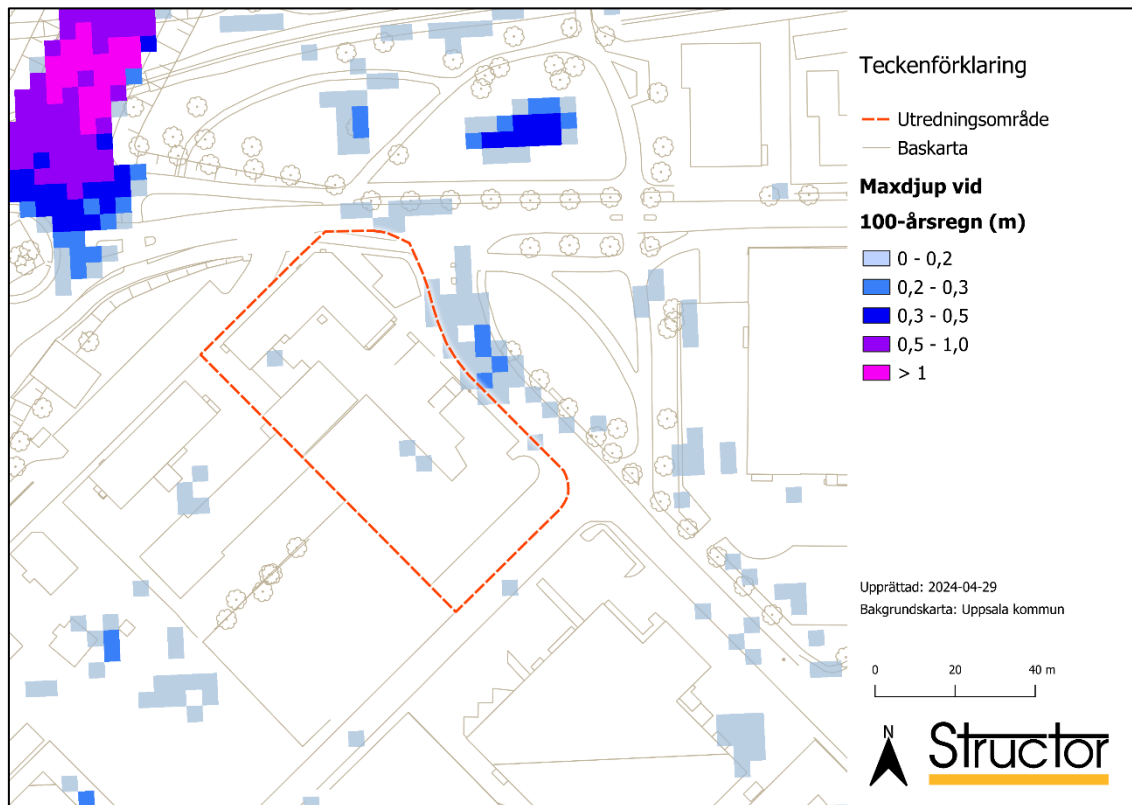 Teckenförklaring
Utredningsområde
Baskarta
Maxdjup vid
100-årsregn (m)
0 - 0,2
0,2 - 0,3
0,3 - 0,5
0,5 - 1,0
> 1
Upprättad: 2024-04-29
Bakgrundskarta: Uppsala kommun
0 20 40 m
N
Structor